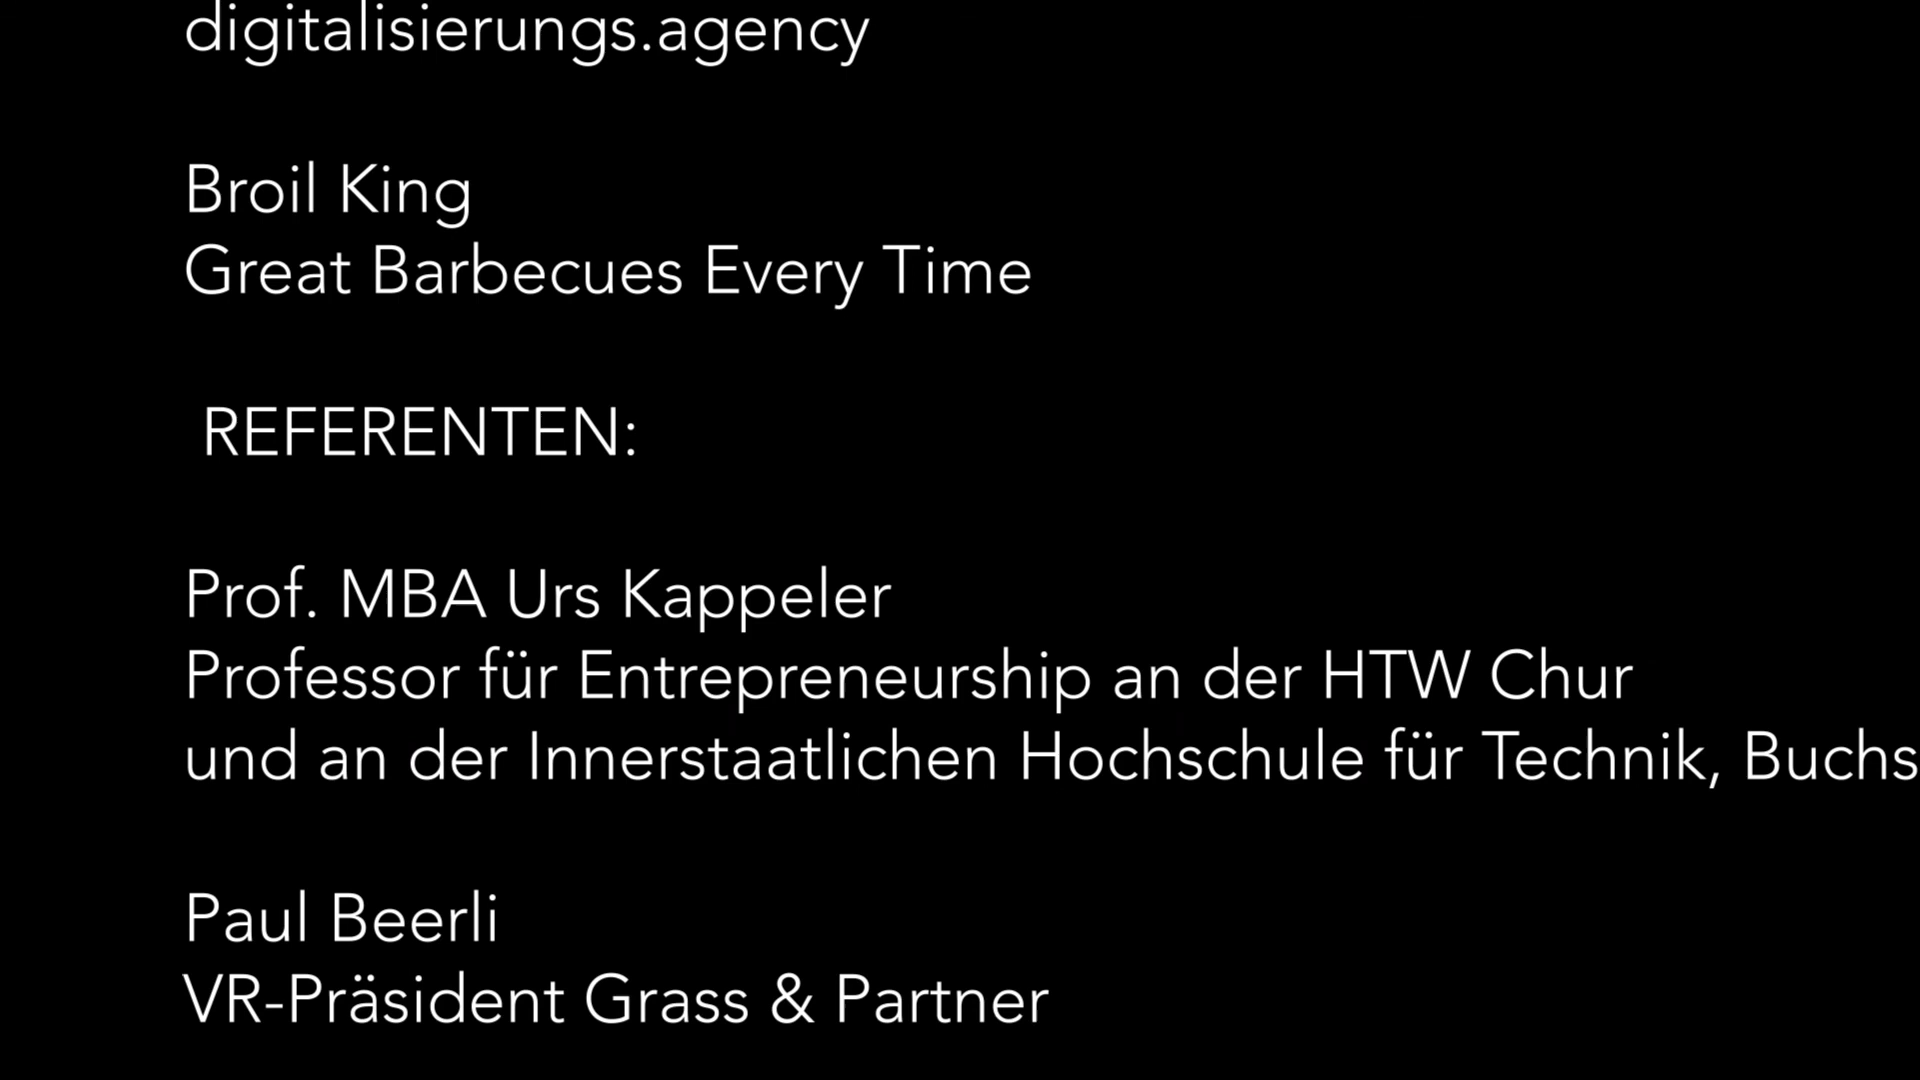 digitalisierungs.agency
Broil King
Great Barbecues Every Time
REFERENTEN:
Prof. MBA Urs Kappeler
Professor für Entrepreneurship an der HTW Chur
und an der Innerstaatlichen Hochschule für Technik, Buchs
Paul Beerli
VR-Präsident Grass & Partner